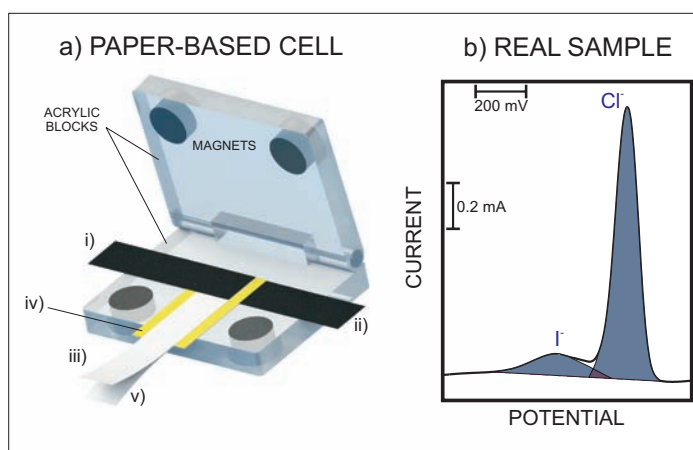 a) PAPER-BASED CELL
ACRYLIC
BLOCKS
MAGNETS
i)
iv)
ii)
iii)
v)
b) REAL SAMPLE
200 mV
Cl-
0.2 mA
CURRENT
I-
POTENTIAL